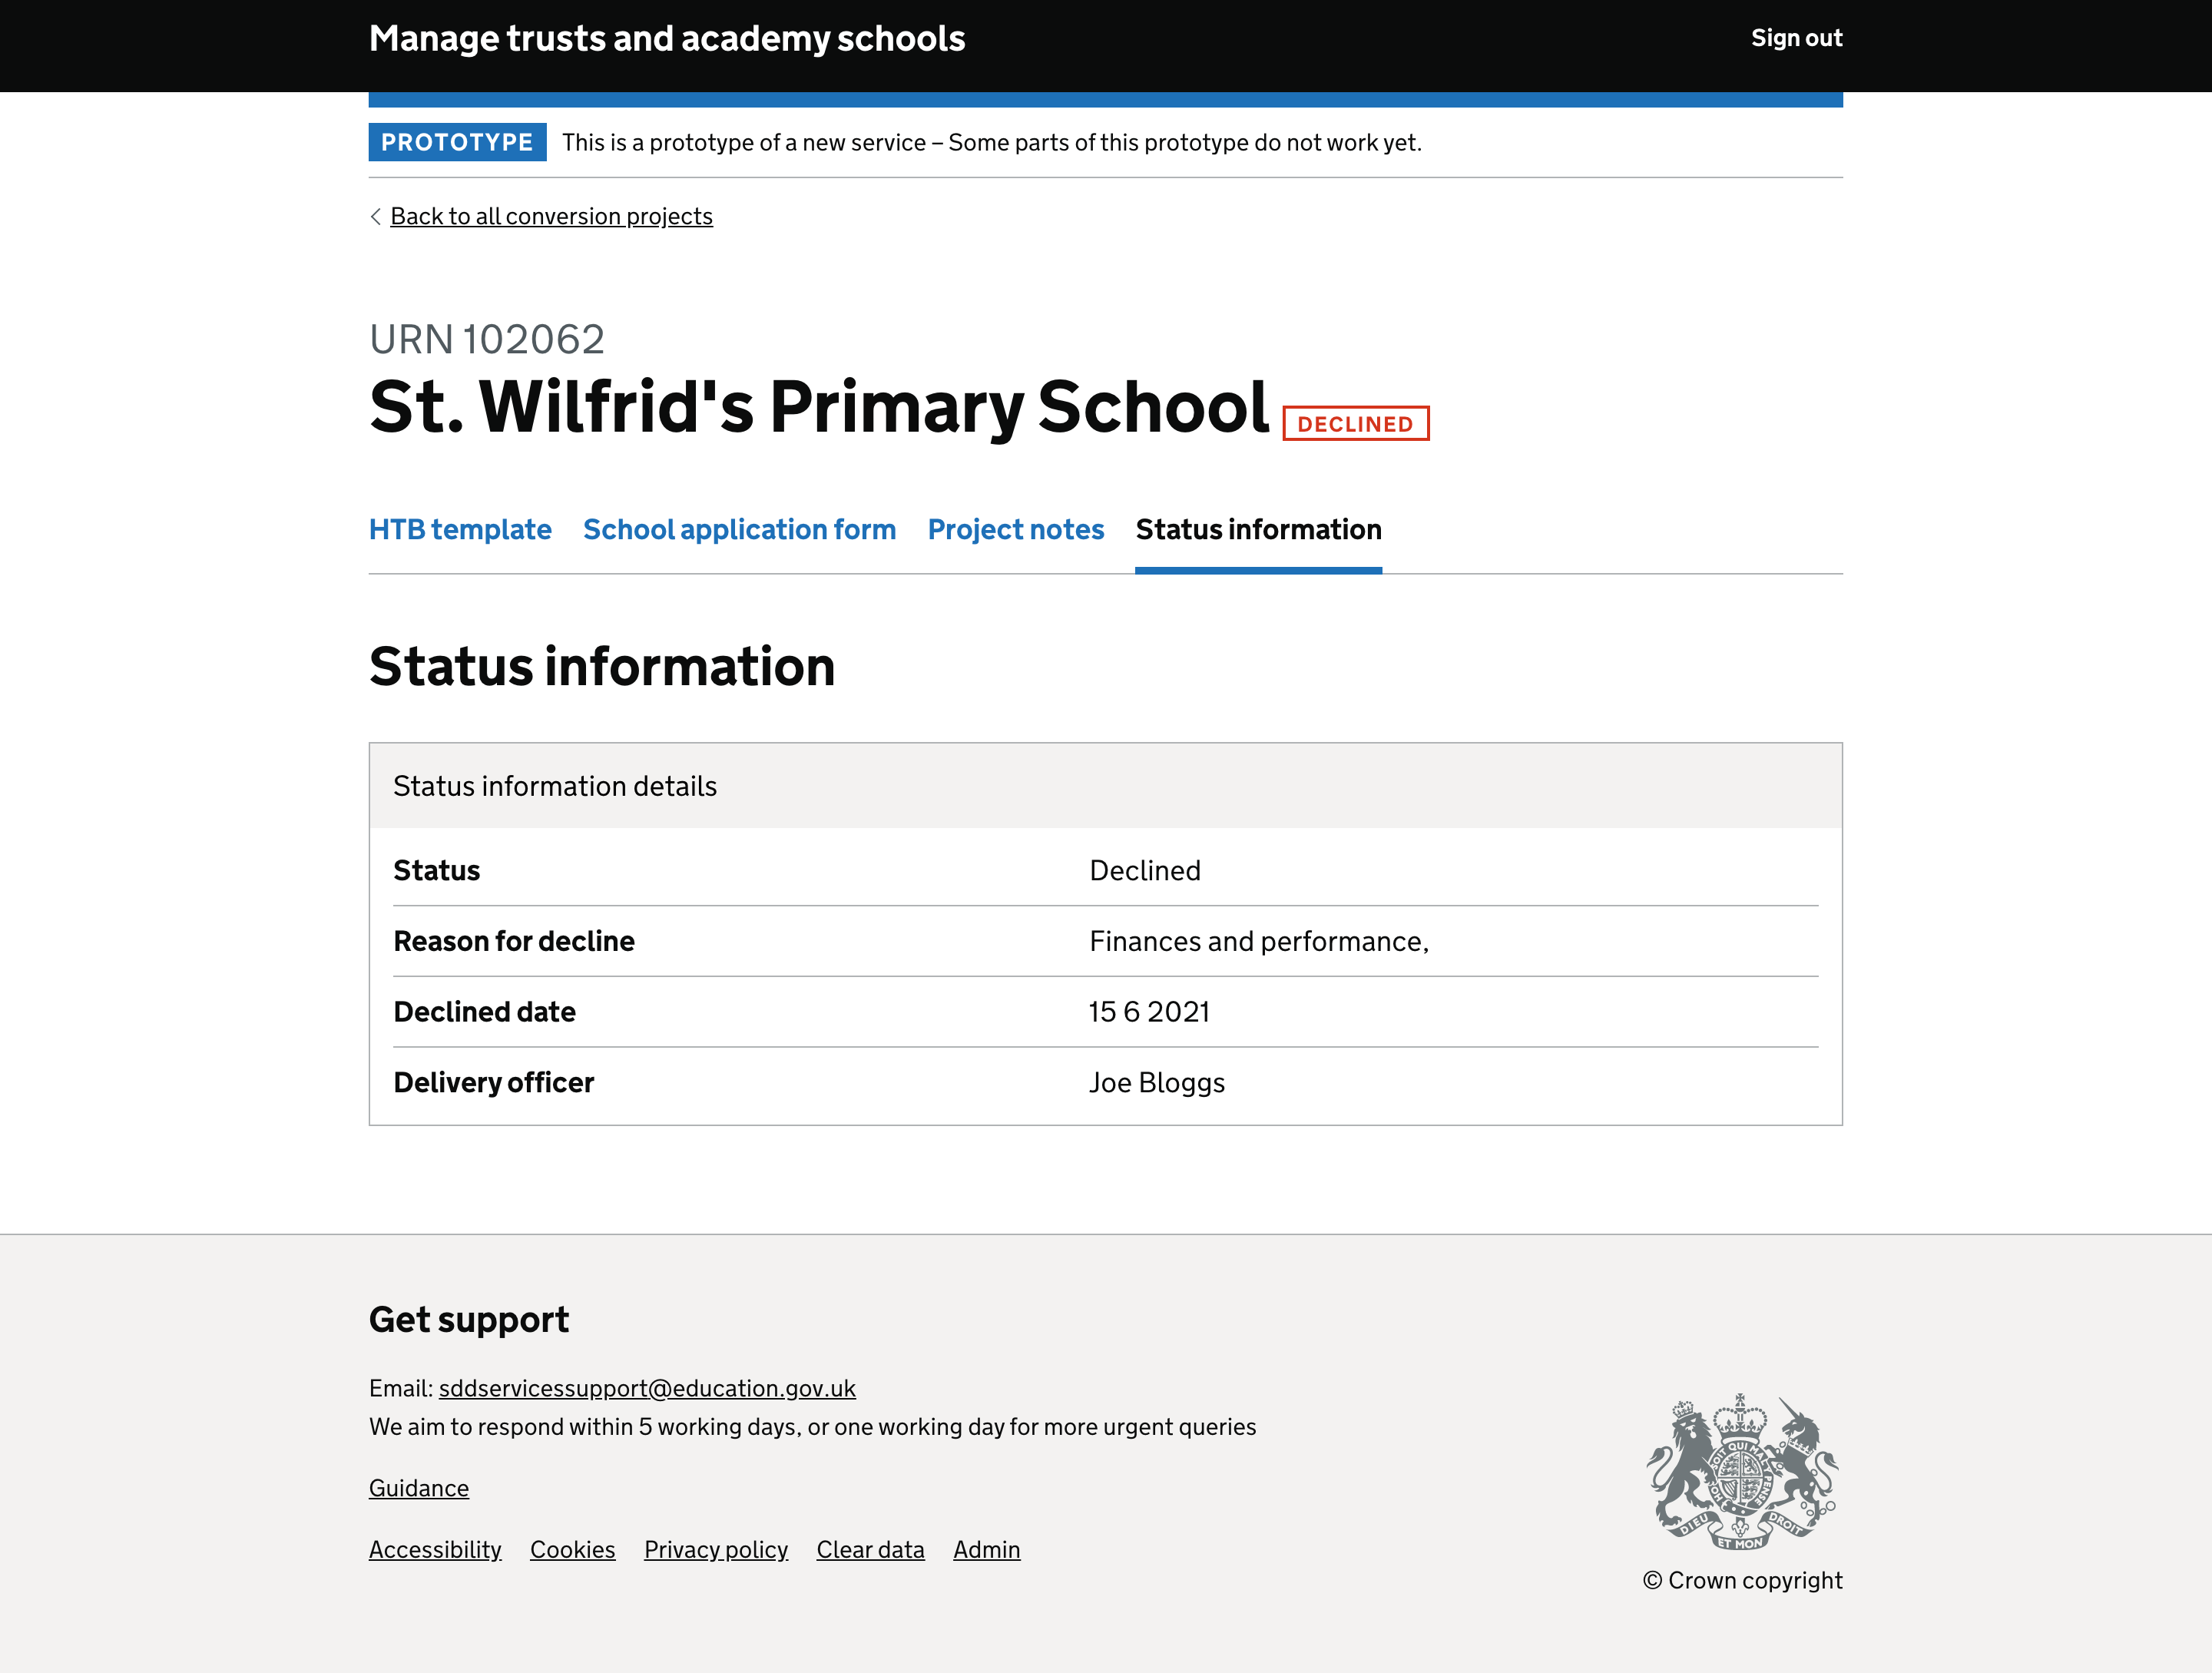 Manage trusts and academy schools
Sign out
PROTOTYPE This is a prototype of a new service – Some parts of this prototype do not work yet.
Back to all conversion projects
URN 102062
St. Wilfrid's Primary School DECLINED
HTB template School application form Project notes Status information
Status information
Status information details
Status Declined
Reason for decline Finances and performance,
Declined date 15 6 2021
Delivery officer Joe Bloggs
Get support
Email: sddservicessupport@education.gov.uk
We aim to respond within 5 working days, or one working day for more urgent queries
Guidance
Accessibility Cookies Privacy policy Clear data Admin
SOIT QUI MAL Y PENSE
HON
DIEU ET MON DROIT
© Crown copyright